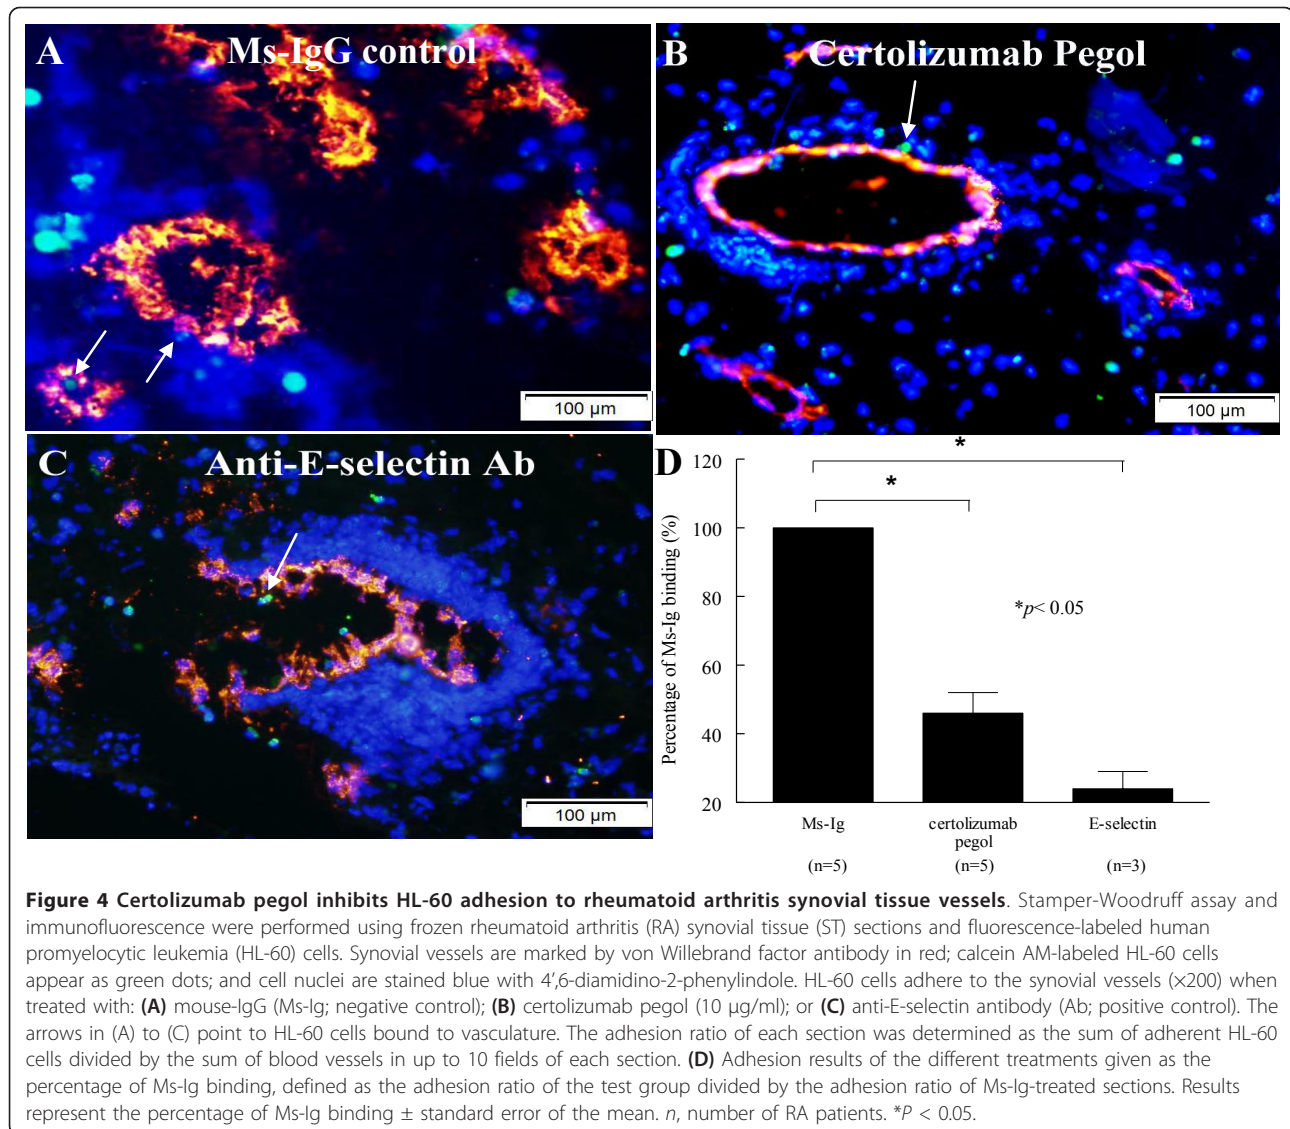 A
Ms-IgG control
100 µm
B
Certolizumab Pegol
100 µm
C
Anti-E-selectin Ab
100 µm
D
Percentage of Ms-Ig binding (%)
120
100
80
60
40
20
*
*
*p< 0.05
Ms-Ig
(n=5)
certolizumab
pegol
(n=5)
E-selectin
(n=3)
Figure 4 Certolizumab pegol inhibits HL-60 adhesion to rheumatoid arthritis synovial tissue vessels. Stamper-Woodruff assay and
immunofluorescence were performed using frozen rheumatoid arthritis (RA) synovial tissue (ST) sections and fluorescence-labeled human
promyelocytic leukemia (HL-60) cells. Synovial vessels are marked by von Willebrand factor antibody in red; calcein AM-labeled HL-60 cells
appear as green dots; and cell nuclei are stained blue with 4′,6-diamidino-2-phenylindole. HL-60 cells adhere to the synovial vessels (×200) when
treated with: (A) mouse-IgG (Ms-Ig; negative control); (B) certolizumab pegol (10 μg/ml); or (C) anti-E-selectin antibody (Ab; positive control). The
arrows in (A) to (C) point to HL-60 cells bound to vasculature. The adhesion ratio of each section was determined as the sum of adherent HL-60
cells divided by the sum of blood vessels in up to 10 fields of each section. (D) Adhesion results of the different treatments given as the
percentage of Ms-Ig binding, defined as the adhesion ratio of the test group divided by the adhesion ratio of Ms-Ig-treated sections. Results
represent the percentage of Ms-Ig binding ± standard error of the mean. n, number of RA patients. *P < 0.05.